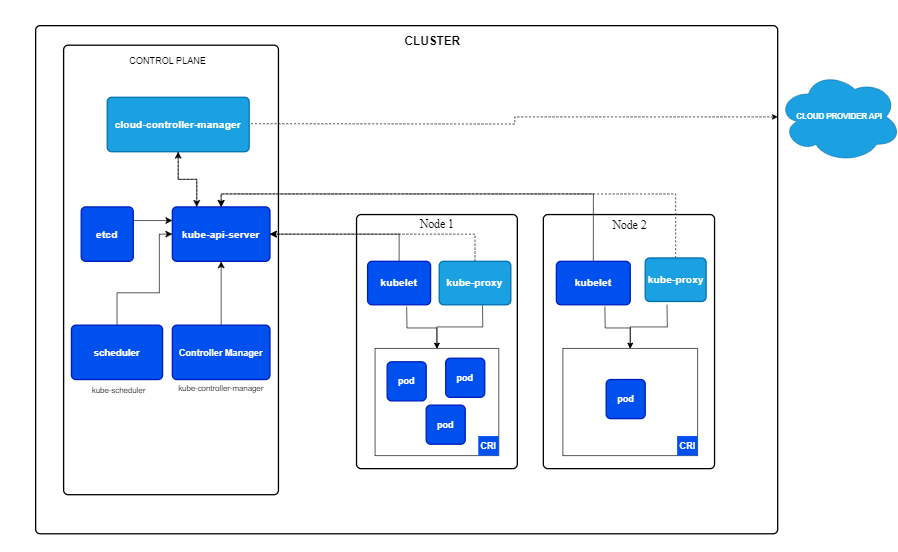 CLUSTER
CONTROL PLANE
cloud-controller-manager
CLOUD PROVIDER API
etcd
kube-api-server
Node 1
Node 2
kubelet
kube-proxy
kubelet
kube-proxy
scheduler
Controller Manager
kube-scheduler
kube-controller-manager
pod
pod
pod
CRI
pod
CRI